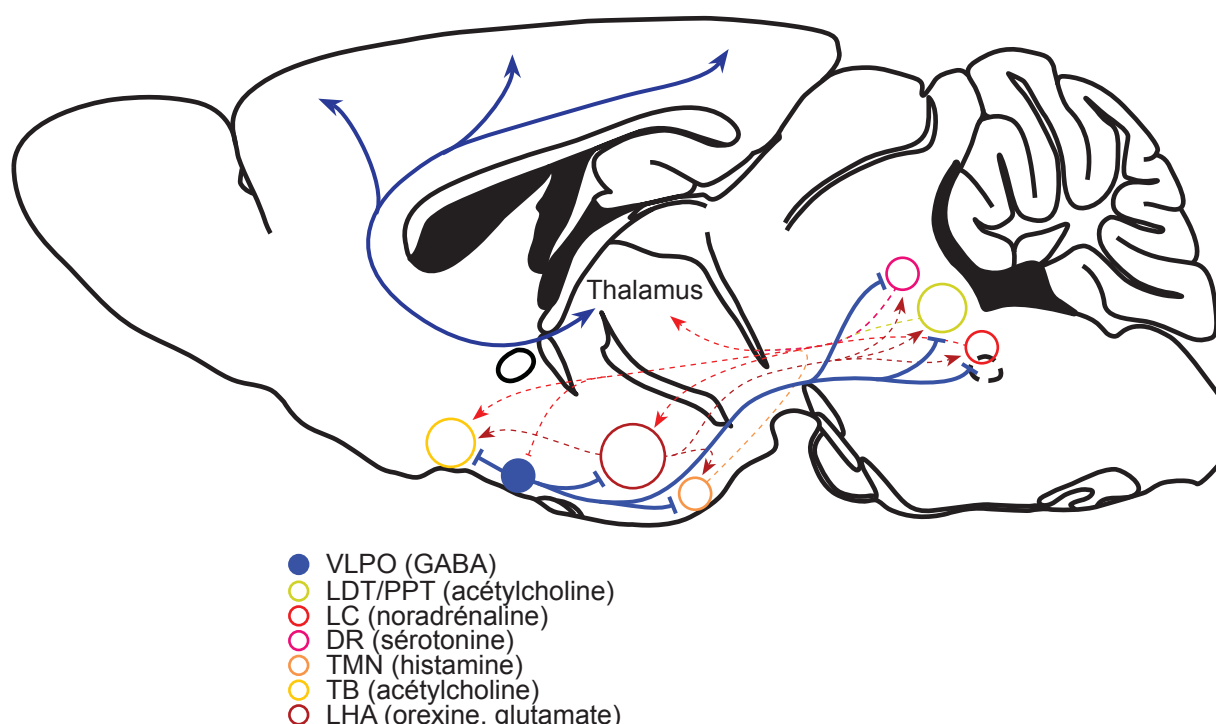 Thalamus
VLPO (GABA)
LDT/PPT (acétylcholine)
LC (noradrénaline)
DR (sérotonine)
TMN (histamine)
TB (acétylcholine)
LHA (orexine, glutamate)